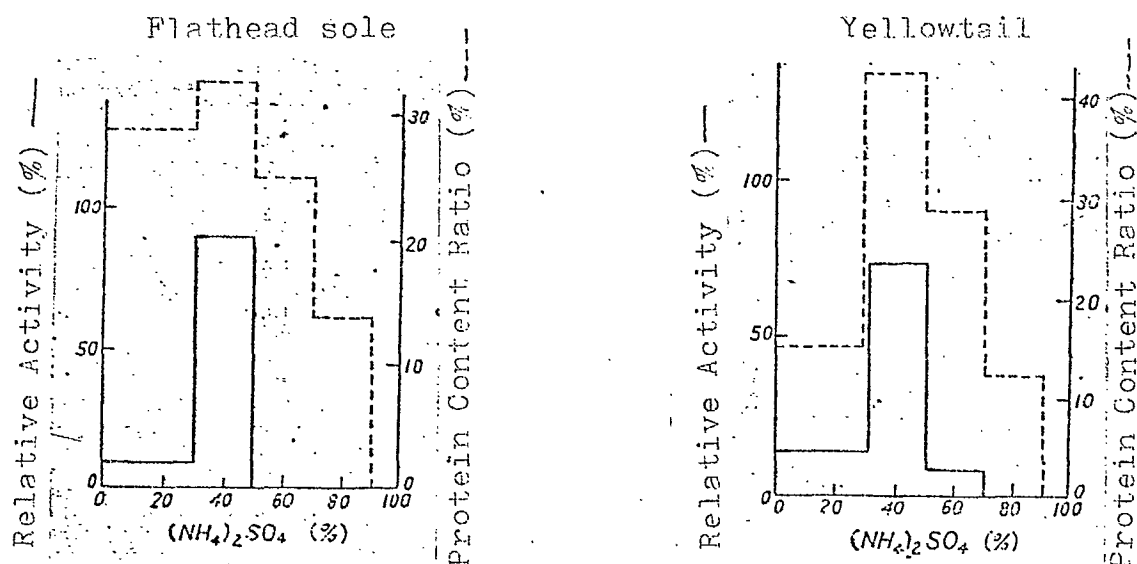 Flathead sole
Relative Activity (%)
100
50
0
30
20
10
0
0 20 40 60 80 100
(NH4)2SO4 (%)
Protein Content Ratio (%)
Yellowtail
Relative Activity (%)
100
50
0
40
30
20
10
0
0 20 40 60 80 100
(NH4)2SO4 (%)
Protein Content Ratio (%)